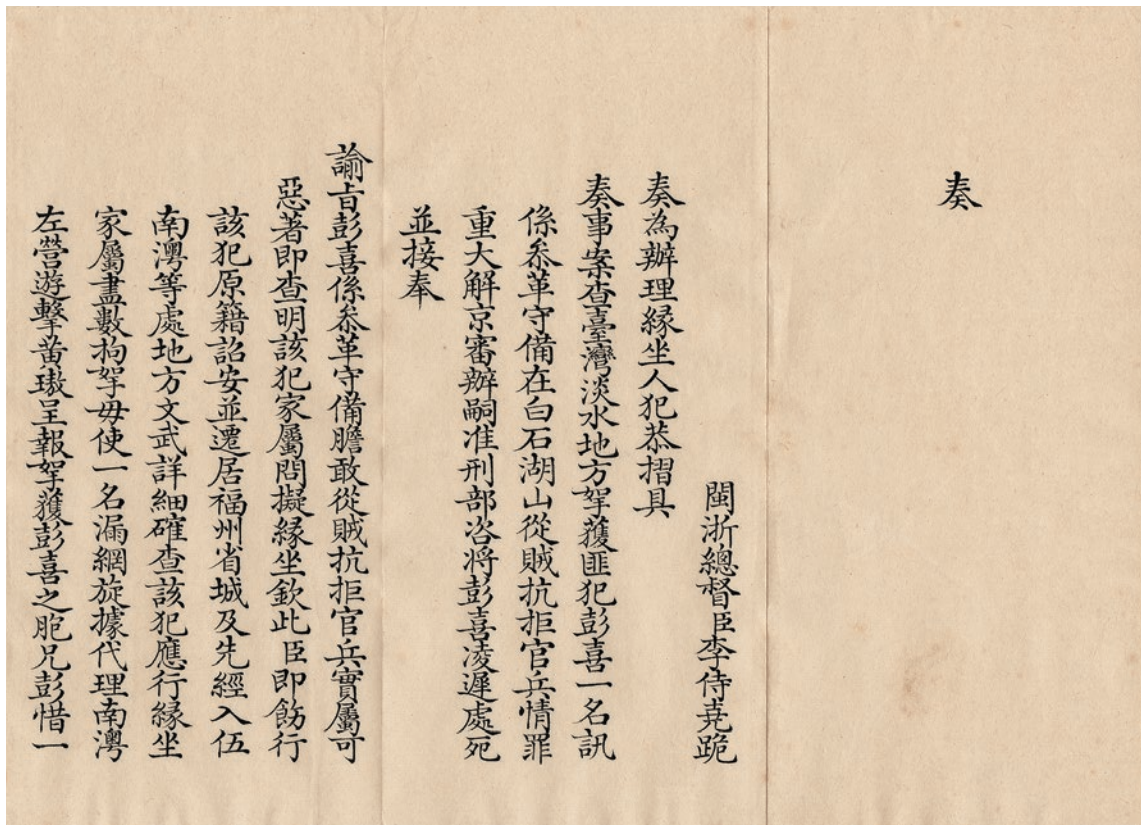 奏
閩浙總督臣李侍堯跪
奏為辦理緣坐人犯恭摺具
奏事案查臺灣淡水地方拏獲匪犯彭喜一名訊
係叅革守備在白石湖山從賊抗拒官兵情罪
重大解京審辦嗣准刑部咨將彭喜凌遲處死
並接奉
諭旨彭喜係叅革守備膽敢從賊抗拒官兵實屬可
惡著即查明該犯家屬問擬緣坐欽此臣即飭行
該犯原籍詔安並遷居福州省城及先經入伍
南澳等處地方文武詳細確查該犯應行緣坐
家屬盡數拘拏毋使一名漏網旋據代理南澳
左營遊擊黃璈呈報拏獲彭喜之胞兄彭惜一